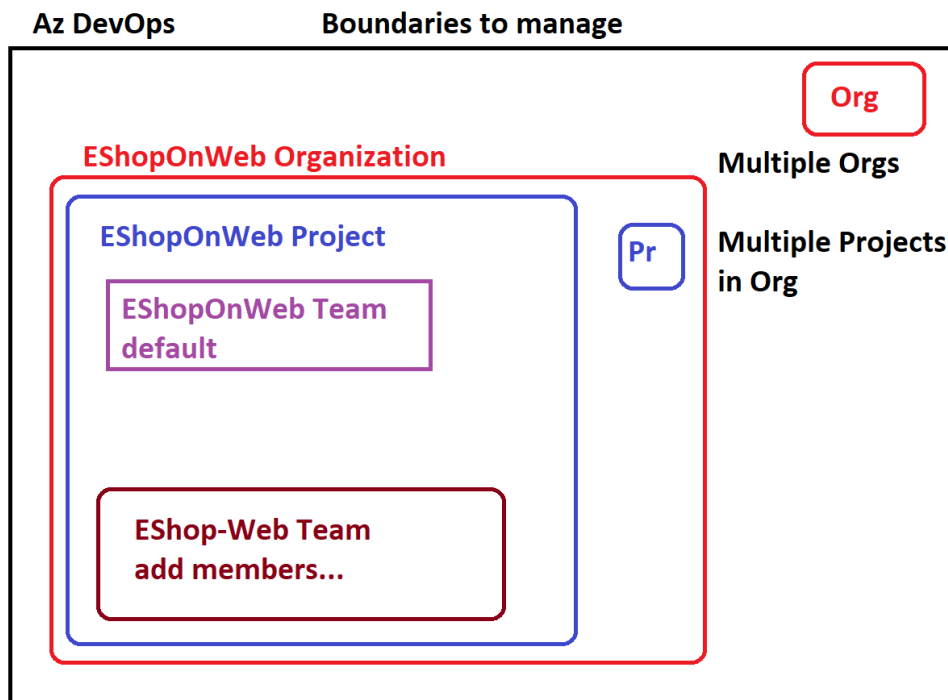 Az DevOps
Boundaries to manage
Org
EShopOnWeb Organization
Multiple Orgs
EShopOnWeb Project
Pr
Multiple Projects
in Org
EShopOnWeb Team
default
EShop-Web Team
add members...